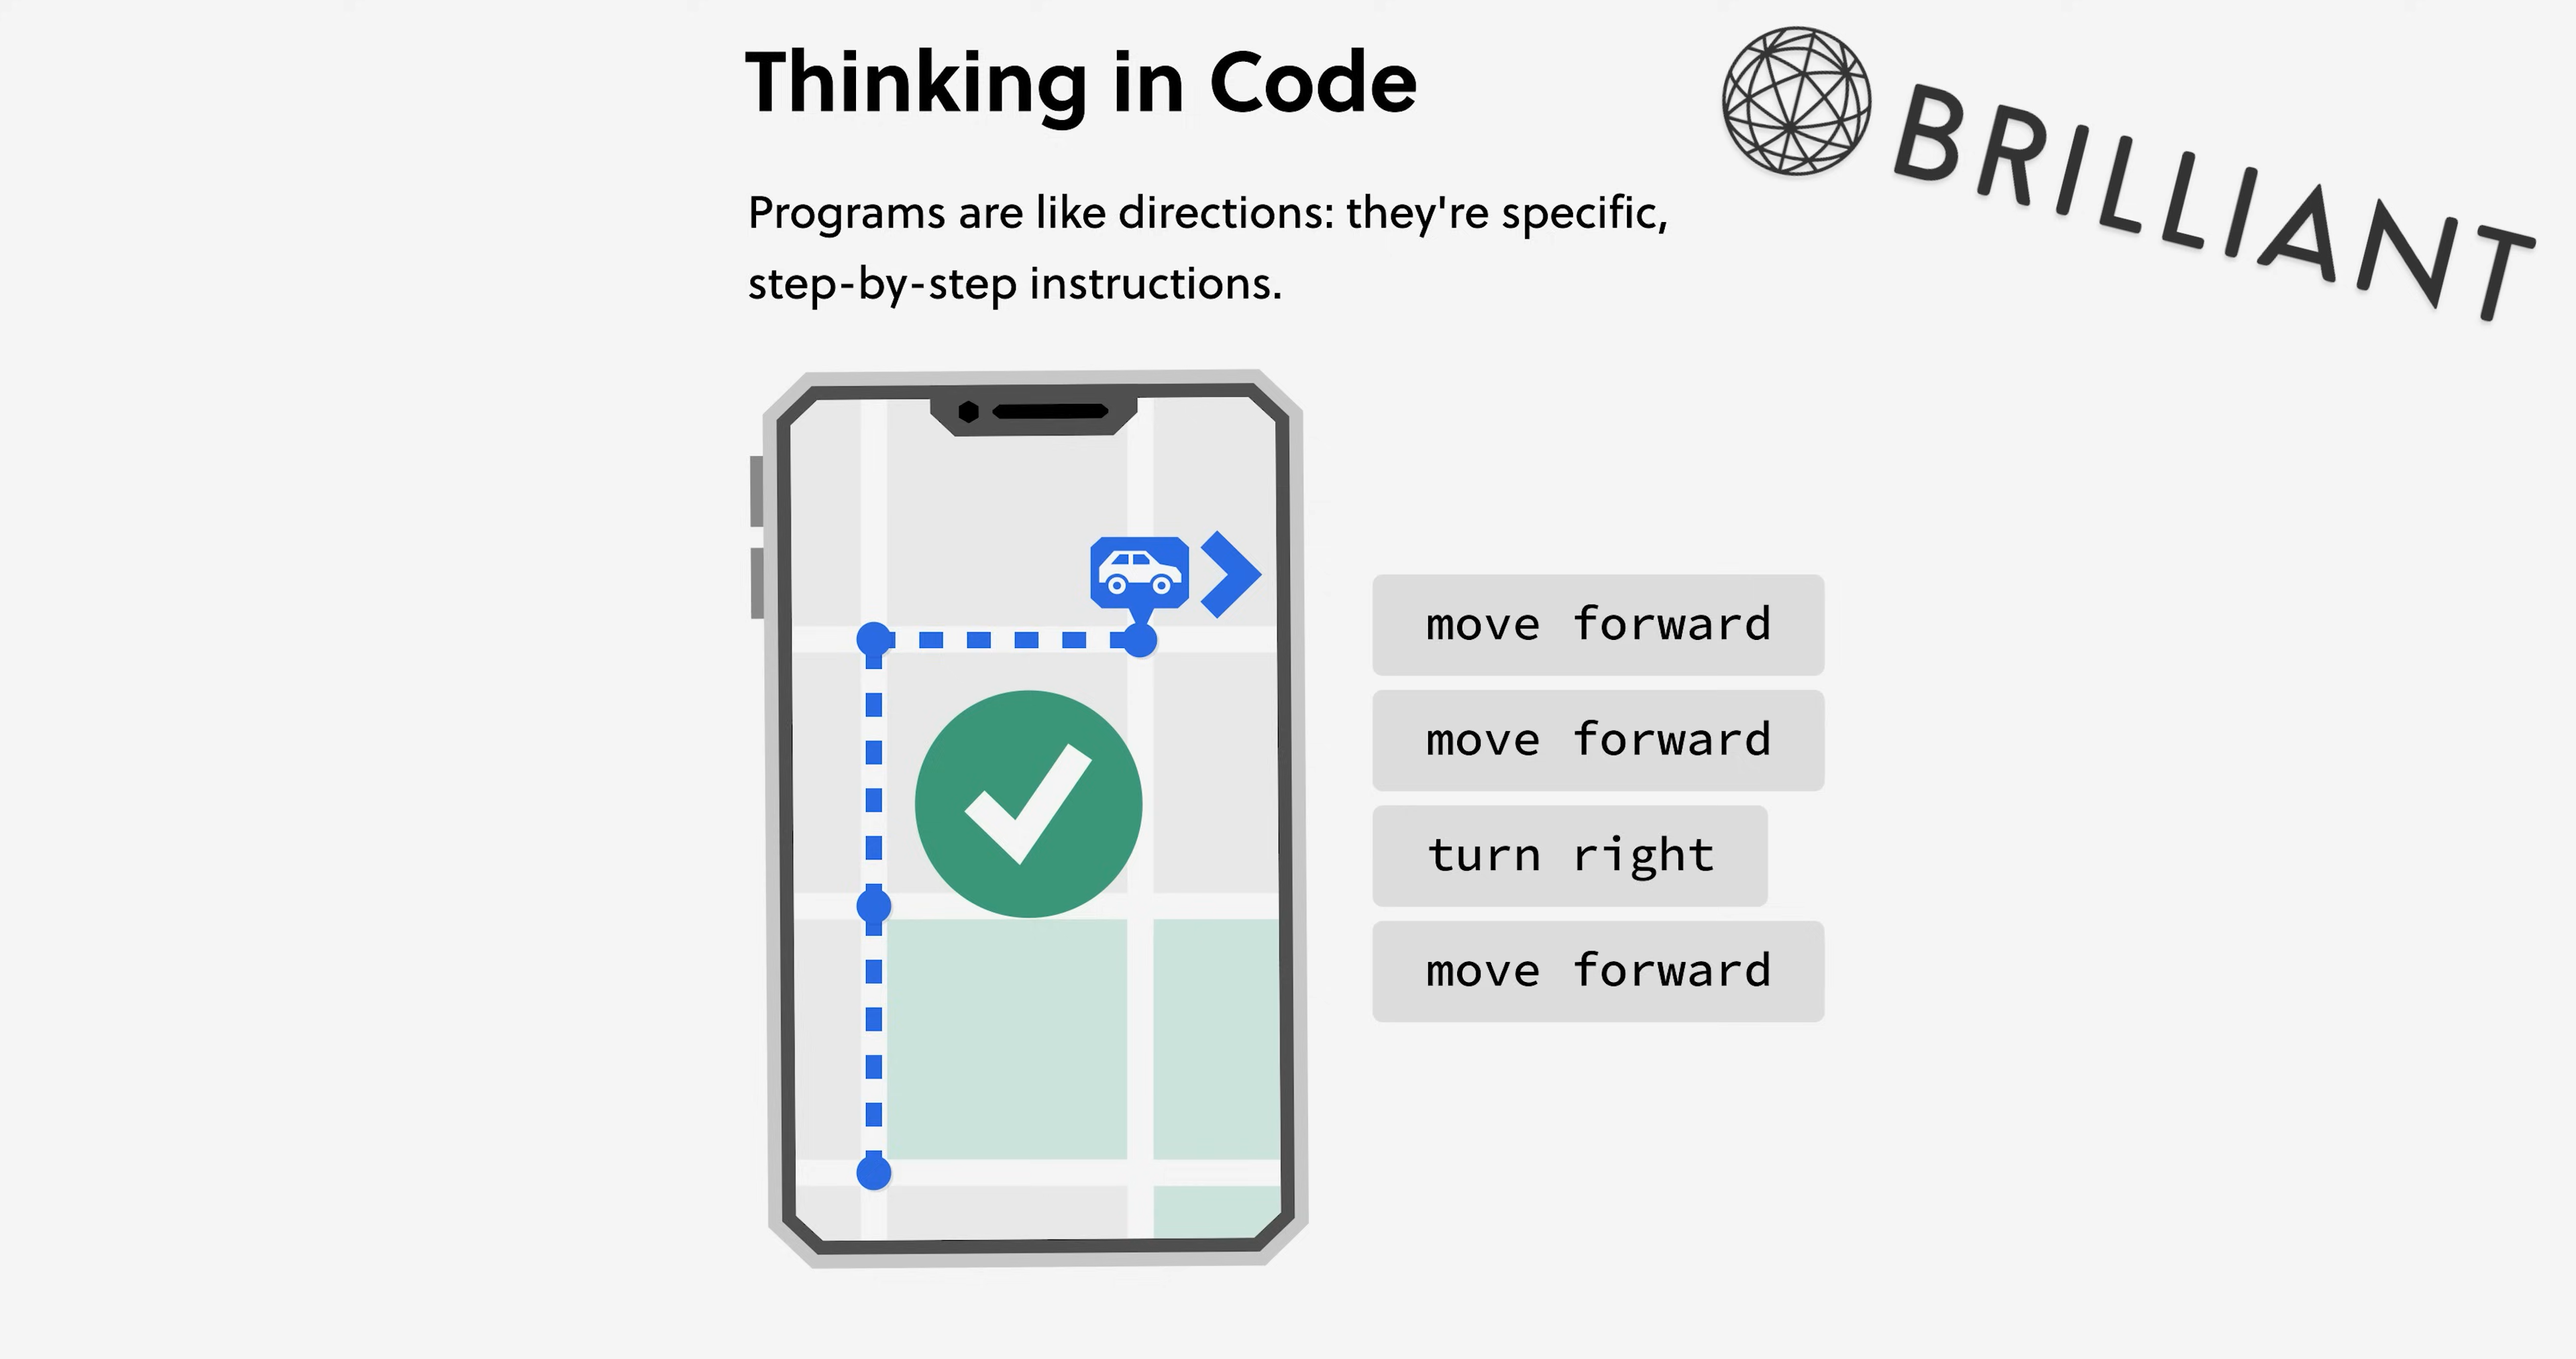 Thinking in Code
BRILLIANT
Programs are like directions: they're specific,
step-by-step instructions.
move forward
move forward
turn right
move forward